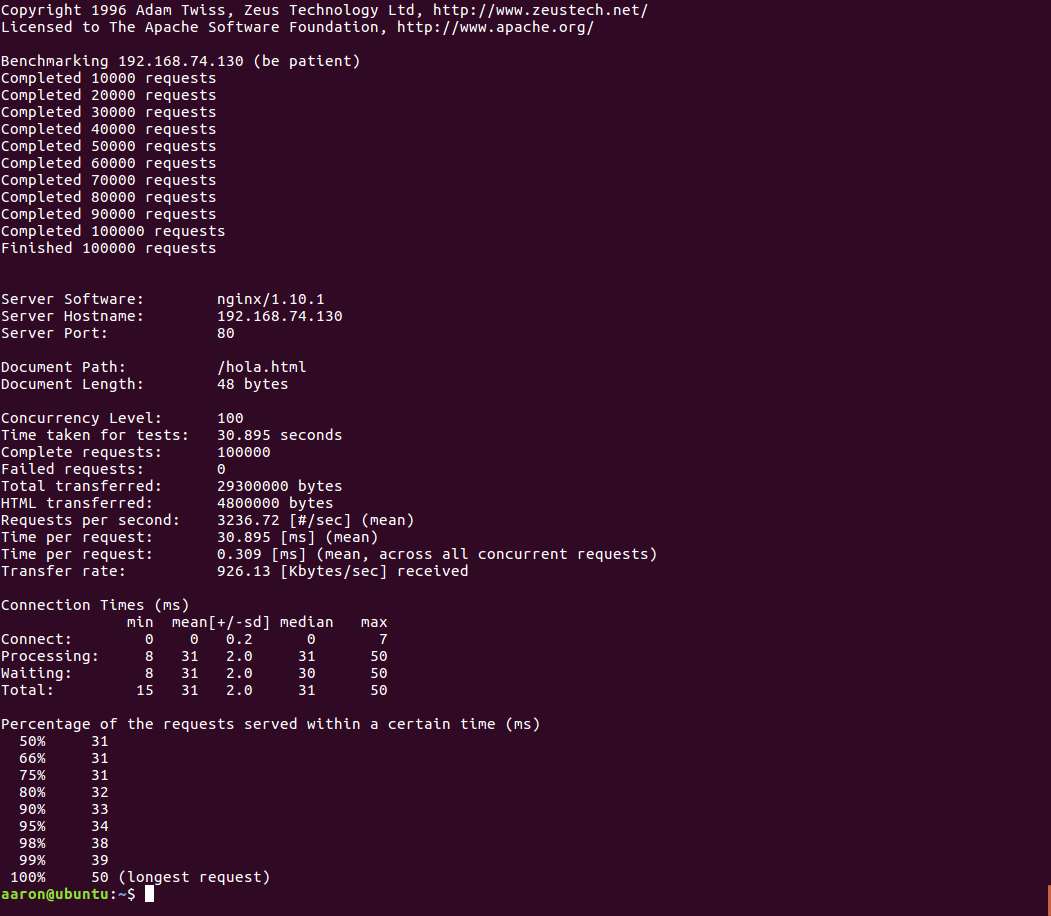 Copyright 1996 Adam Twiss, Zeus Technology Ltd, http://www.zeustech.net/
Licensed to The Apache Software Foundation, http://www.apache.org/
Benchmarking 192.168.74.130 (be patient)
Completed 10000 requests
Completed 20000 requests
Completed 30000 requests
Completed 40000 requests
Completed 50000 requests
Completed 60000 requests
Completed 70000 requests
Completed 80000 requests
Completed 90000 requests
Completed 100000 requests
Finished 100000 requests
Server Software:        nginx/1.10.1
Server Hostname:        192.168.74.130
Server Port:            80
Document Path:          /hola.html
Document Length:        48 bytes
Concurrency Level:      100
Time taken for tests:   30.895 seconds
Complete requests:      100000
Failed requests:        0
Total transferred:      29300000 bytes
HTML transferred:       4800000 bytes
Requests per second:    3236.72 [#/sec] (mean)
Time per request:       30.895 [ms] (mean)
Time per request:       0.309 [ms] (mean, across all concurrent requests)
Transfer rate:          926.13 [Kbytes/sec] received
Connection Times (ms)
              min  mean[+/-sd] median   max
Connect:        0    0   0.2      0       7
Processing:     8   31   2.0     31      50
Waiting:        8   31   2.0     30      50
Total:         15   31   2.0     31      50
Percentage of the requests served within a certain time (ms)
  50%     31
  66%     31
  75%     31
  80%     32
  90%     33
  95%     34
  98%     38
  99%     39
 100%     50 (longest request)
aaron@ubuntu:~$